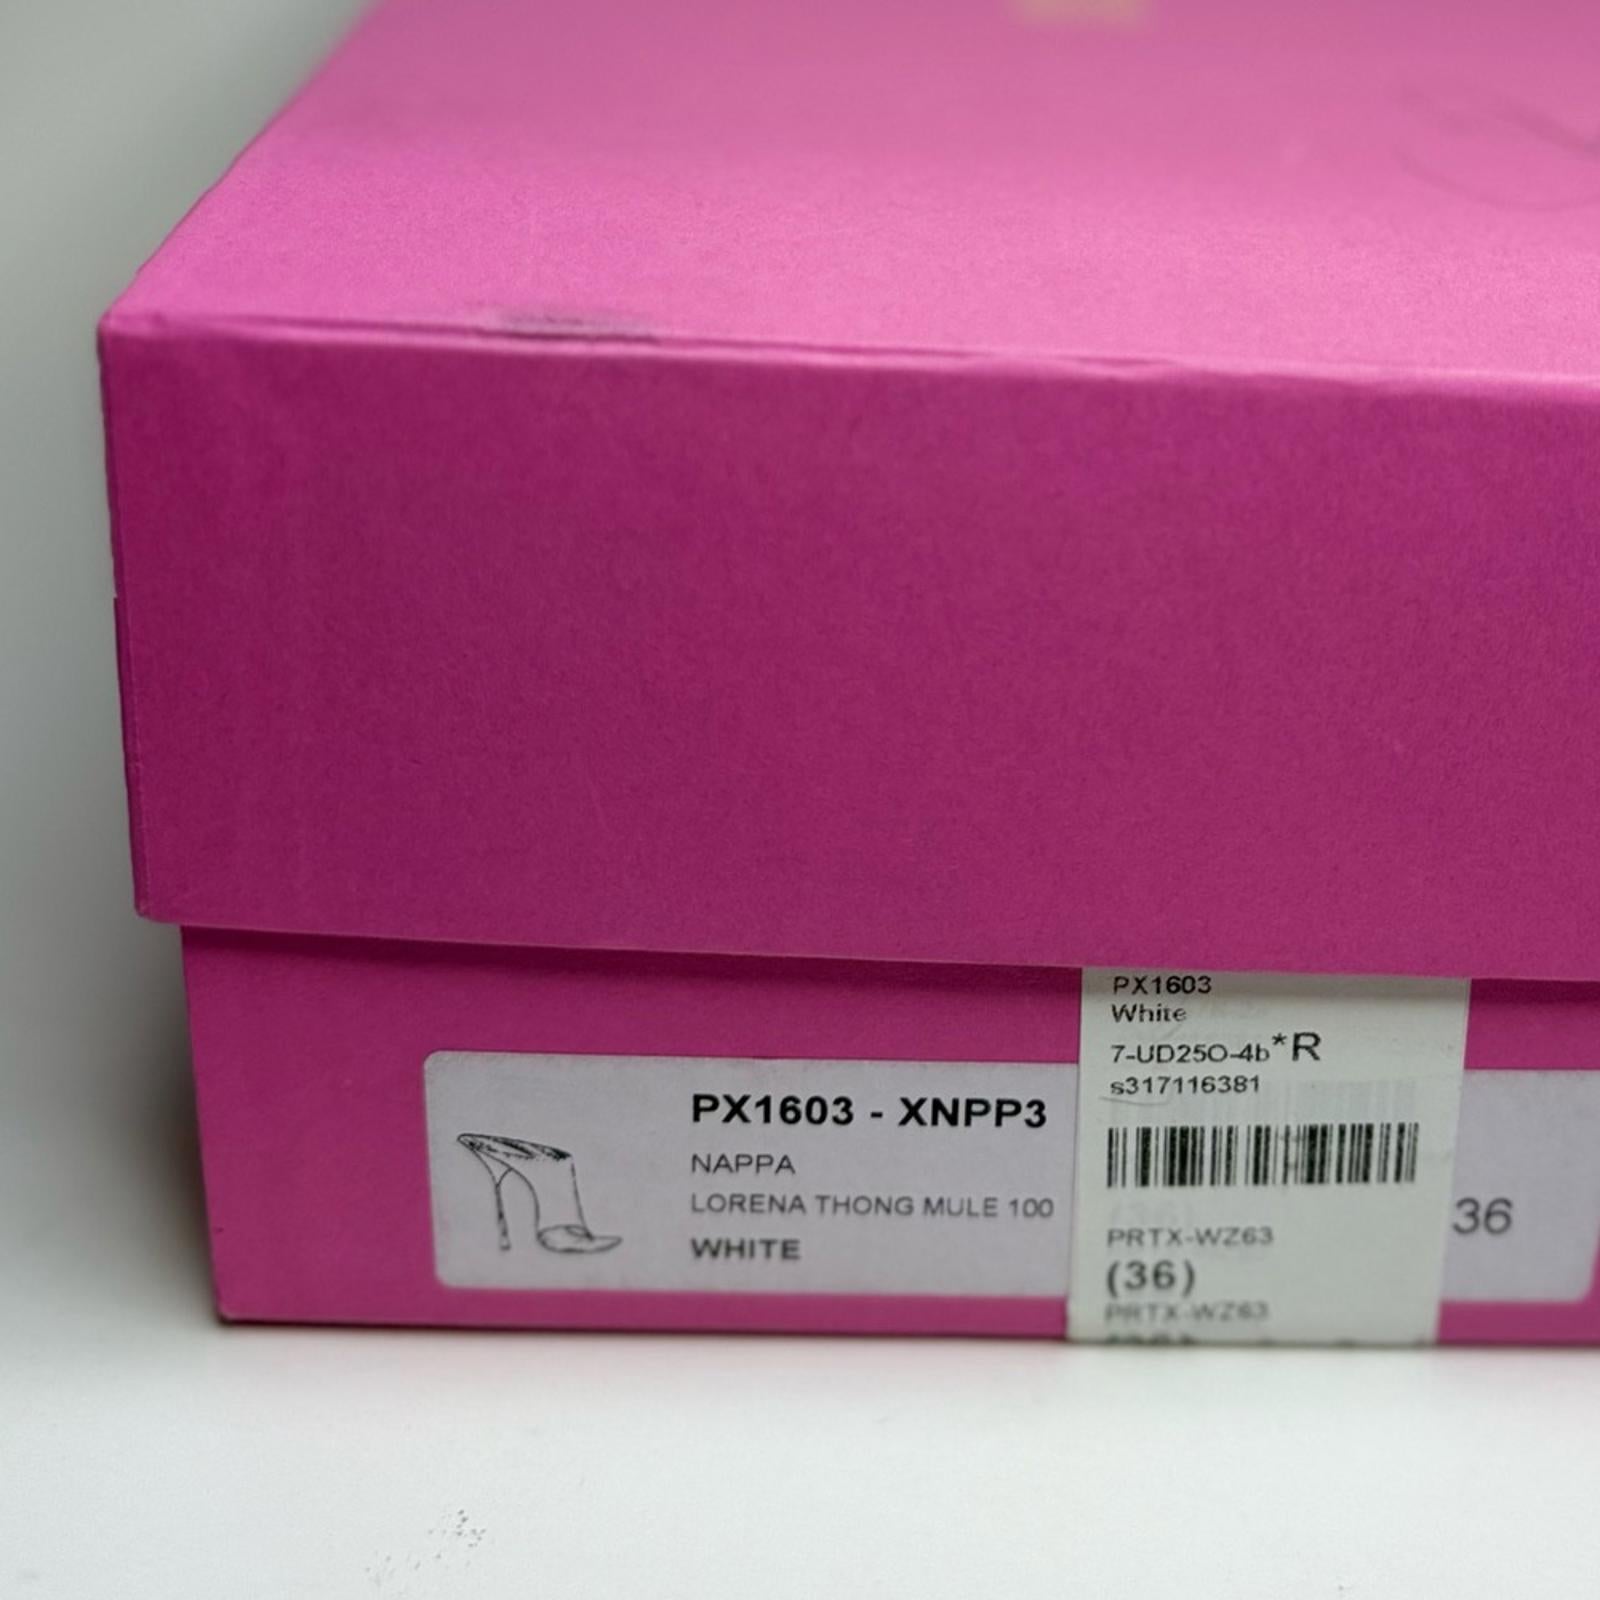 PX1603
White
7-UD25O-4b*R
s317116381
PX1603 - XNPP3
NAPPA
LORENA THONG MULE 100
WHITE
PRTX-WZ63
(36)
PRTX-WZ63
36